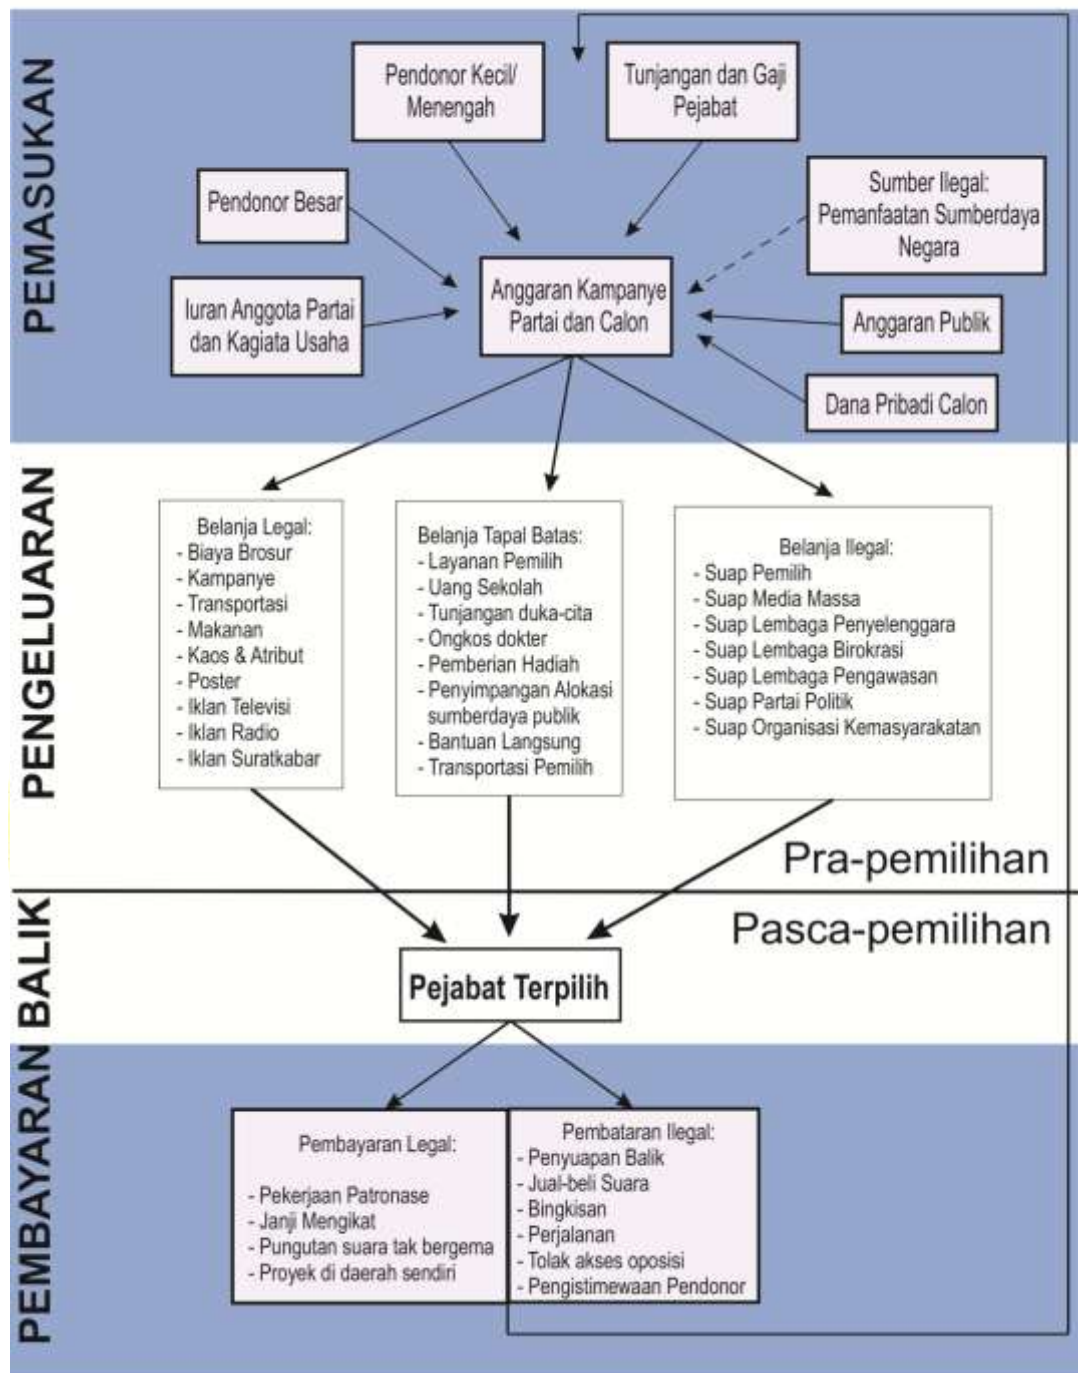 PEMASUKAN
Pendonor Kecil/
Menengah
Tunjangan dan Gaji
Pejabat
Pendonor Besar
Sumber Ilegal:
Pemanfaatan Sumberdaya
Negara
Iuran Anggota Partai
dan Kagiata Usaha
Anggaran Kampanye
Partai dan Calon
Anggaran Publik
Dana Pribadi Calon
PENGELUARAN
Belanja Legal:
- Biaya Brosur
- Kampanye
- Transportasi
- Makanan
- Kaos & Atribut
- Poster
- Iklan Televisi
- Iklan Radio
- Iklan Suratkabar
Belanja Tapal Batas:
- Layanan Pemilih
- Uang Sekolah
- Tunjangan duka-cita
- Ongkos dokter
- Pemberian Hadiah
- Penyimpangan Alokasi
sumberdaya publik
- Bantuan Langsung
- Transportasi Pemilih
Belanja Ilegal:
- Suap Pemilih
- Suap Media Massa
- Suap Lembaga Penyelenggara
- Suap Lembaga Birokrasi
- Suap Lembaga Pengawasan
- Suap Partai Politik
- Suap Organisasi Kemasyarakatan
Pra-pemilihan
Pasca-pemilihan
PEMBAYARAN BALIK
Pejabat Terpilih
Pembayaran Legal:
- Pekerjaan Patronase
- Janji Mengikat
- Pungutan suara tak bergema
- Proyek di daerah sendiri
Pembataran Ilegal:
- Penyuapan Balik
- Jual-beli Suara
- Bingkisan
- Perjalanan
- Tolak akses oposisi
- Pengistimewaan Pendonor